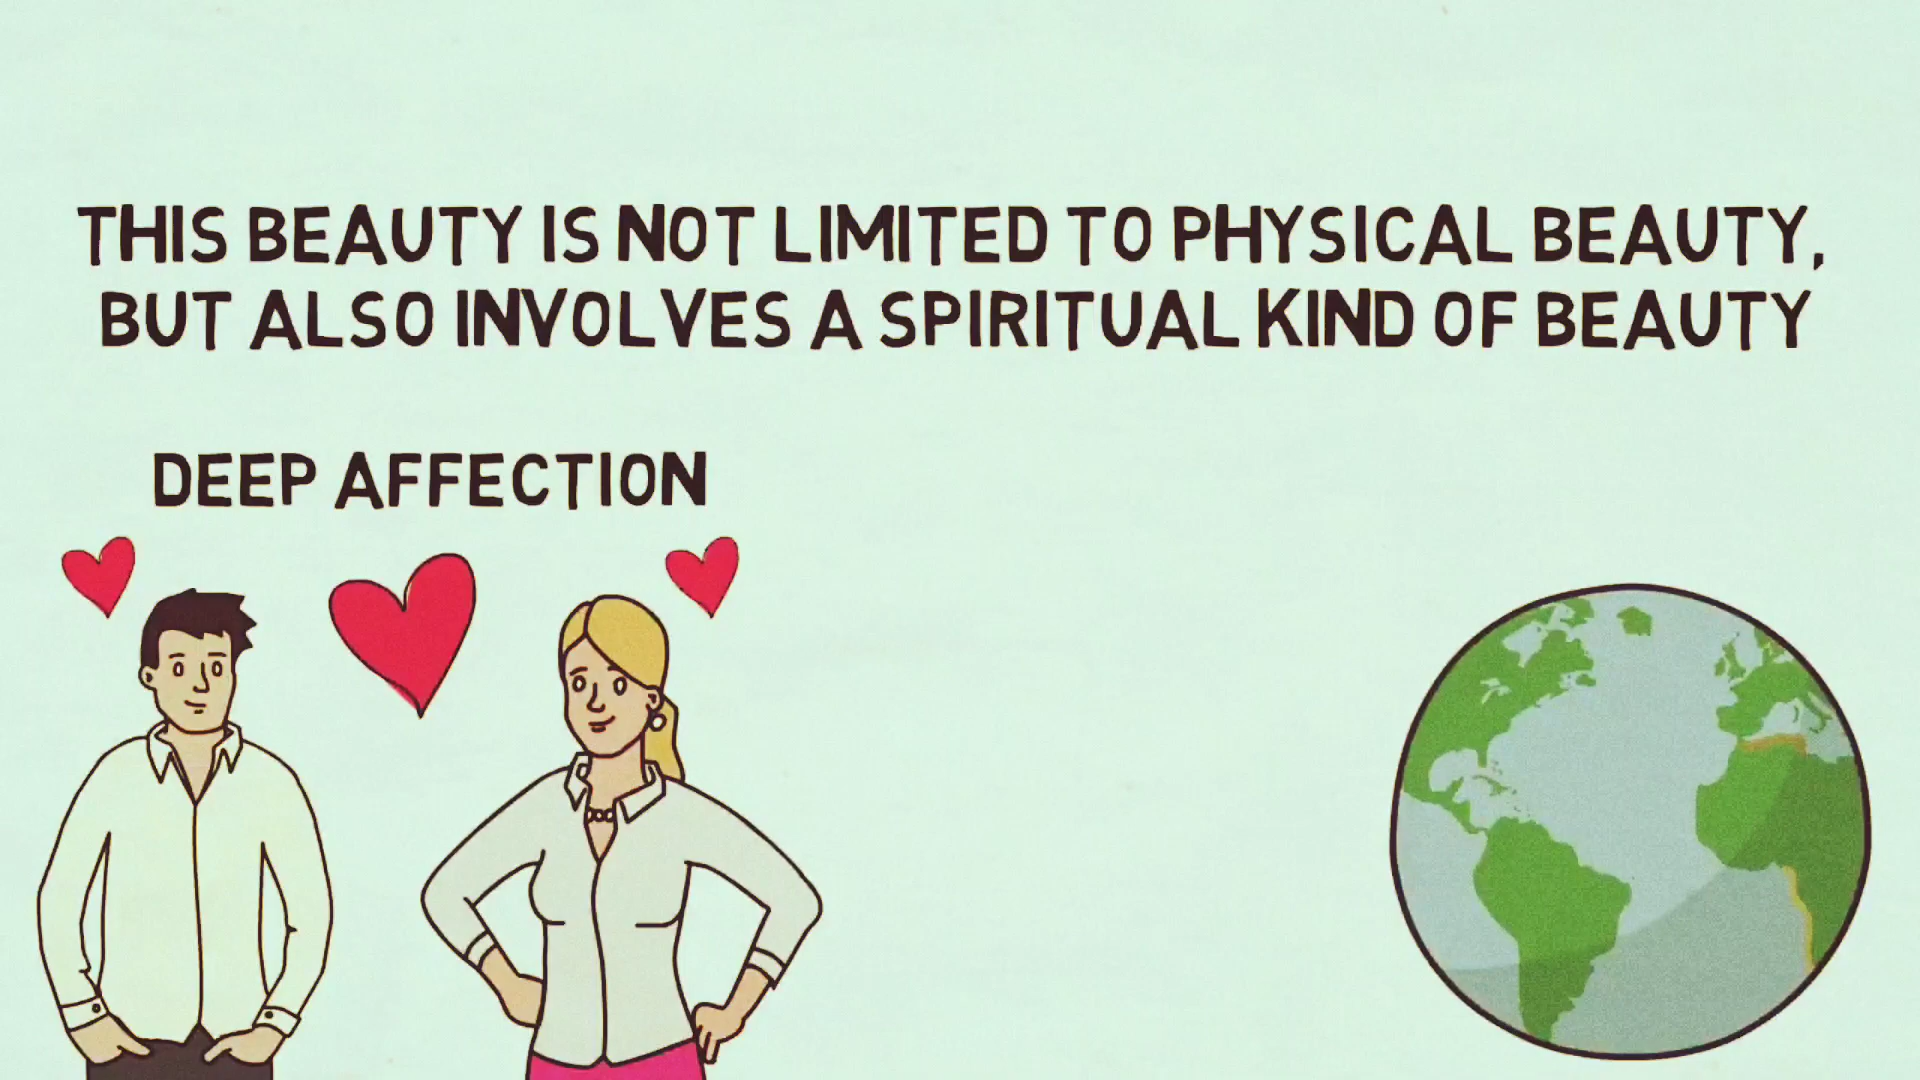 THIS BEAUTY IS NOT LIMITED TO PHYSICAL BEAUTY,
BUT ALSO INVOLVES A SPIRITUAL KIND OF BEAUTY
DEEP AFFECTION